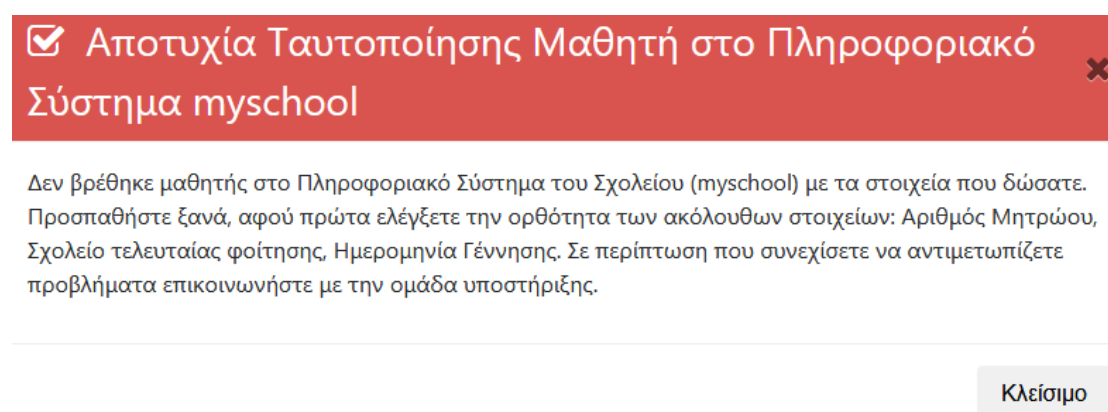 Αποτυχία Ταυτοποίησης Μαθητή στο Πληροφοριακό
Σύστημα myschool
Δεν βρέθηκε μαθητής στο Πληροφοριακό Σύστημα του Σχολείου (myschool) με τα στοιχεία που δώσατε.
Προσπαθήστε ξανά, αφού πρώτα ελέγξετε την ορθότητα των ακόλουθων στοιχείων: Αριθμός Μητρώου,
Σχολείο τελευταίας φοίτησης, Ημερομηνία Γέννησης. Σε περίπτωση που συνεχίσετε να αντιμετωπίζετε
προβλήματα επικοινωνήστε με την ομάδα υποστήριξης.
Κλείσιμο